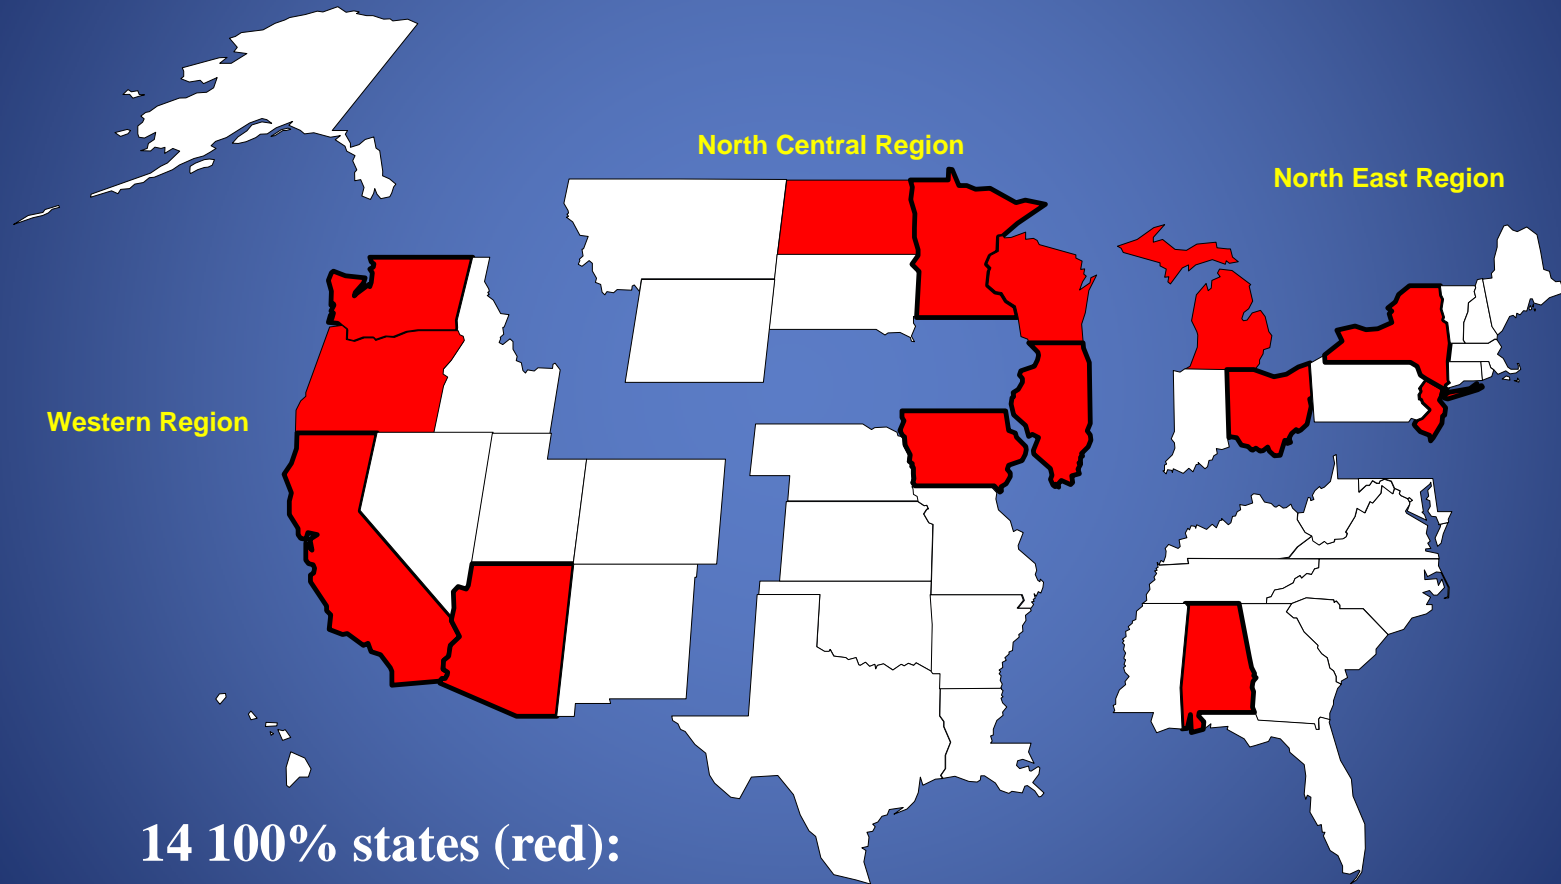 North Central Region
North East Region
Western Region
14 100% states (red):